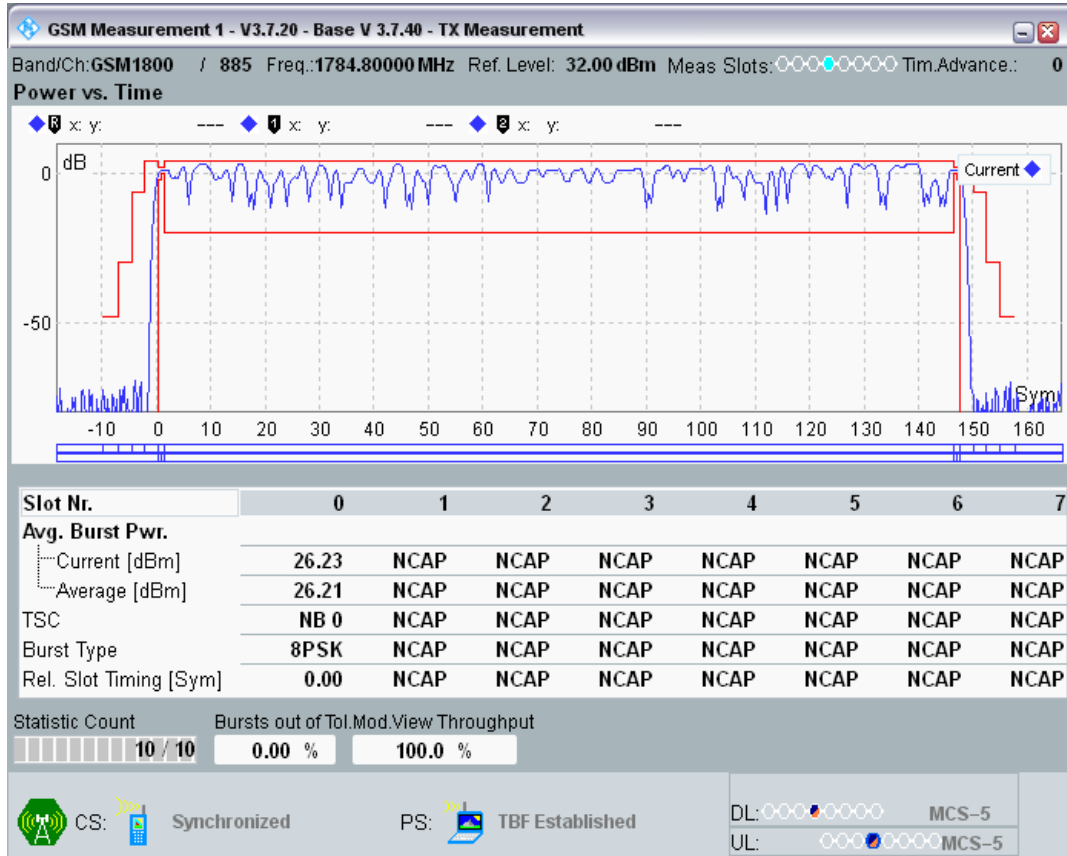 GSM Measurement 1 - V3.7.20 - Base V 3.7.40 - TX Measurement
Band/Ch:GSM1800 / 885 Freq.:1784.80000 MHz Ref. Level: 32.00 dBm Meas Slots: Tim.Advance.: 0
Power vs. Time
R x: y: --- 1 x: y: --- 2 x: y: ---
dB
Current
0
-50
Sym
-10 0 10 20 30 40 50 60 70 80 90 100 110 120 130 140 150 160
Slot Nr. 0 1 2 3 4 5 6 7
Avg. Burst Pwr.
Current [dBm] 26.23 NCAP NCAP NCAP NCAP NCAP NCAP NCAP
Average [dBm] 26.21 NCAP NCAP NCAP NCAP NCAP NCAP NCAP
TSC NB 0 NCAP NCAP NCAP NCAP NCAP NCAP NCAP
Burst Type 8PSK NCAP NCAP NCAP NCAP NCAP NCAP NCAP
Rel. Slot Timing [Sym] 0.00 NCAP NCAP NCAP NCAP NCAP NCAP NCAP
Statistic Count Bursts out of Tol. Mod.View Throughput
10 / 10 0.00 % 100.0 %
CS: Synchronized PS: TBF Established DL: MCS-5
UL: MCS-5